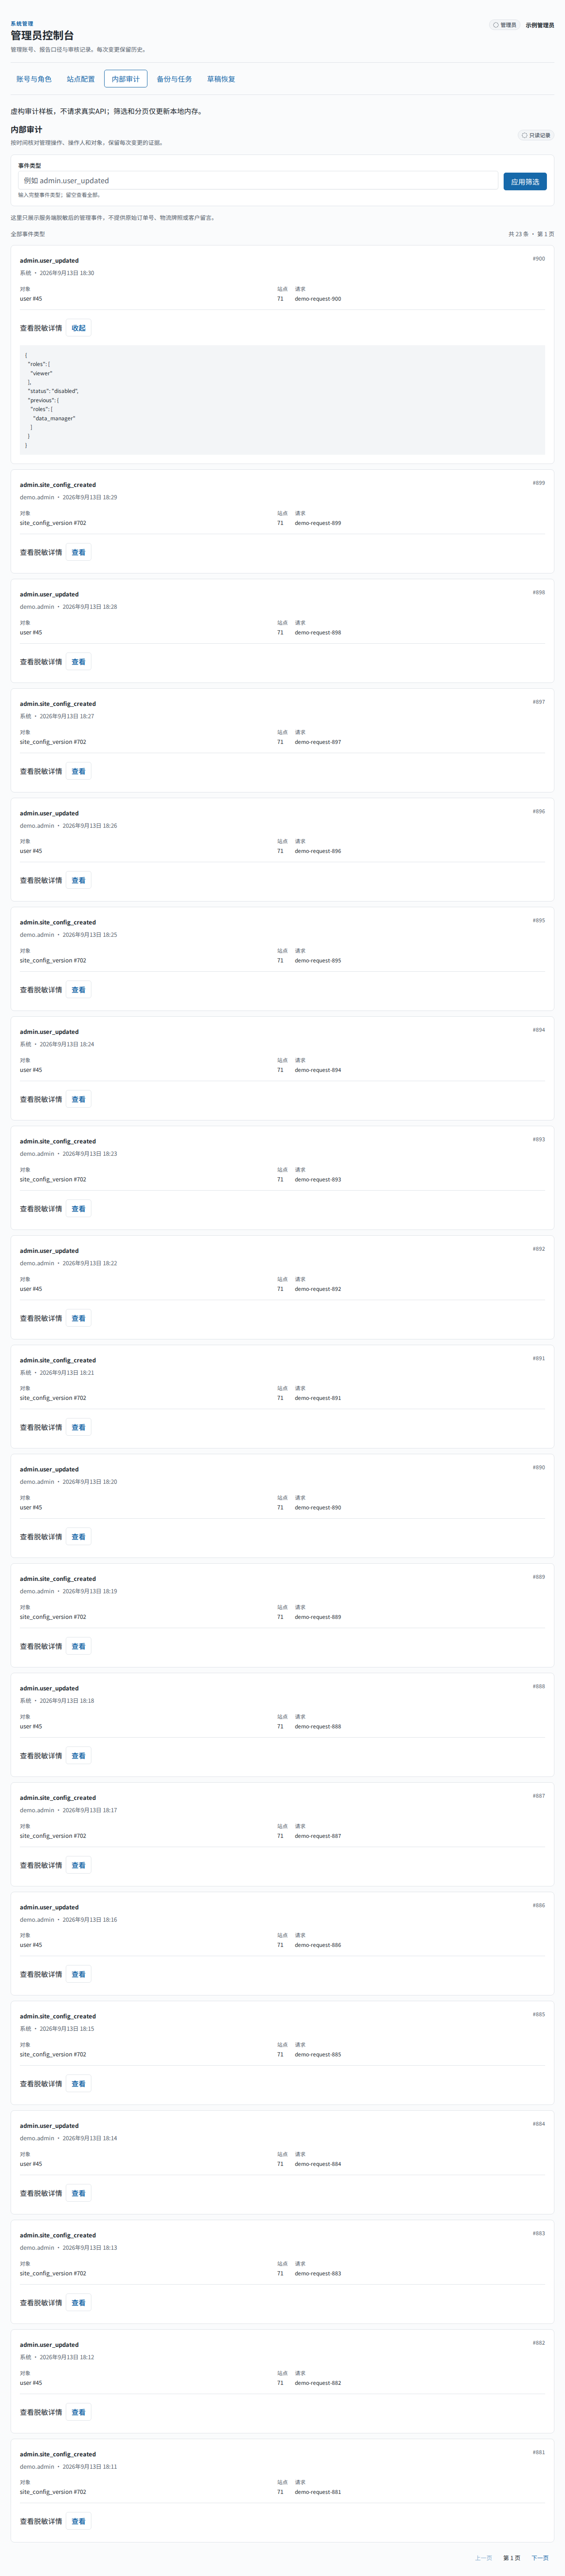 系统管理
管理员控制台
管理账号、报告口径与审核记录。每次变更保留历史。
管理员 示例管理员
账号与角色 站点配置 内部审计 备份与任务 草稿恢复
虚构审计样板，不请求真实API；筛选和分页仅更新本地内存。
内部审计
按时间核对管理操作、操作人和对象，保留每次变更的证据。
只读记录
事件类型
例如 admin.user_updated
应用筛选
输入完整事件类型；留空查看全部。
这里只展示服务端脱敏后的管理事件，不提供原始订单号、物流牌照或客户留言。
全部事件类型 共 23 条 · 第 1 页
admin.user_updated #900
系统 · 2026年9月13日 18:30
对象 站点 请求
user #45 71 demo-request-900
查看脱敏详情 收起
{
"roles": [
"viewer"
],
"status": "disabled",
"previous": {
"roles": [
"data_manager"
]
}
}
admin.site_config_created #899
demo.admin · 2026年9月13日 18:29
对象 站点 请求
site_config_version #702 71 demo-request-899
查看脱敏详情 查看
admin.user_updated #898
demo.admin · 2026年9月13日 18:28
对象 站点 请求
user #45 71 demo-request-898
查看脱敏详情 查看
admin.site_config_created #897
系统 · 2026年9月13日 18:27
对象 站点 请求
site_config_version #702 71 demo-request-897
查看脱敏详情 查看
admin.user_updated #896
demo.admin · 2026年9月13日 18:26
对象 站点 请求
user #45 71 demo-request-896
查看脱敏详情 查看
admin.site_config_created #895
demo.admin · 2026年9月13日 18:25
对象 站点 请求
site_config_version #702 71 demo-request-895
查看脱敏详情 查看
admin.user_updated #894
系统 · 2026年9月13日 18:24
对象 站点 请求
user #45 71 demo-request-894
查看脱敏详情 查看
admin.site_config_created #893
demo.admin · 2026年9月13日 18:23
对象 站点 请求
site_config_version #702 71 demo-request-893
查看脱敏详情 查看
admin.user_updated #892
demo.admin · 2026年9月13日 18:22
对象 站点 请求
user #45 71 demo-request-892
查看脱敏详情 查看
admin.site_config_created #891
系统 · 2026年9月13日 18:21
对象 站点 请求
site_config_version #702 71 demo-request-891
查看脱敏详情 查看
admin.user_updated #890
demo.admin · 2026年9月13日 18:20
对象 站点 请求
user #45 71 demo-request-890
查看脱敏详情 查看
admin.site_config_created #889
demo.admin · 2026年9月13日 18:19
对象 站点 请求
site_config_version #702 71 demo-request-889
查看脱敏详情 查看
admin.user_updated #888
系统 · 2026年9月13日 18:18
对象 站点 请求
user #45 71 demo-request-888
查看脱敏详情 查看
admin.site_config_created #887
demo.admin · 2026年9月13日 18:17
对象 站点 请求
site_config_version #702 71 demo-request-887
查看脱敏详情 查看
admin.user_updated #886
demo.admin · 2026年9月13日 18:16
对象 站点 请求
user #45 71 demo-request-886
查看脱敏详情 查看
admin.site_config_created #885
系统 · 2026年9月13日 18:15
对象 站点 请求
site_config_version #702 71 demo-request-885
查看脱敏详情 查看
admin.user_updated #884
demo.admin · 2026年9月13日 18:14
对象 站点 请求
user #45 71 demo-request-884
查看脱敏详情 查看
admin.site_config_created #883
demo.admin · 2026年9月13日 18:13
对象 站点 请求
site_config_version #702 71 demo-request-883
查看脱敏详情 查看
admin.user_updated #882
系统 · 2026年9月13日 18:12
对象 站点 请求
user #45 71 demo-request-882
查看脱敏详情 查看
admin.site_config_created #881
demo.admin · 2026年9月13日 18:11
对象 站点 请求
site_config_version #702 71 demo-request-881
查看脱敏详情 查看
上一页 第 1 页 下一页